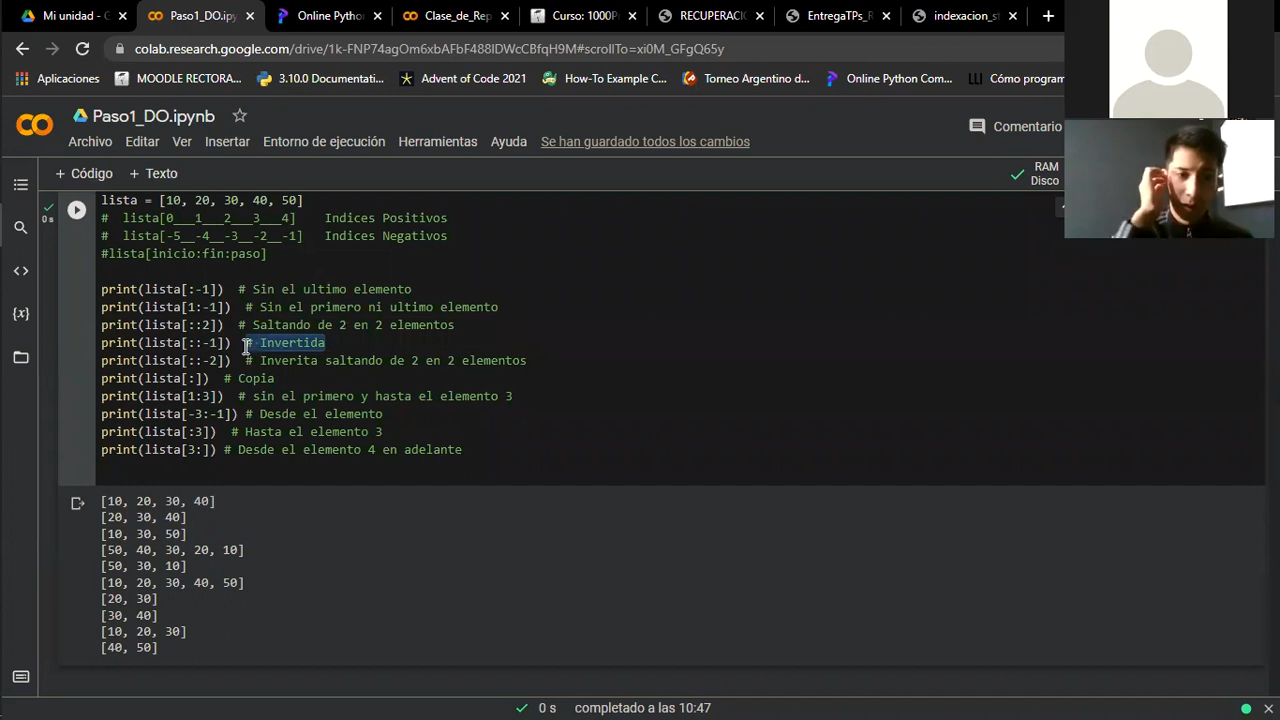 Mi unidad - G
Paso1_DO.ipyn
Online Python
Clase_de_Rep
Curso: 1000P
RECUPERACIÓ
EntregaTPs_R
indexacion_s
colab.research.google.com/drive/1k-FNP74agOm6xbAFbF488IDWcCBfqH9M#scrollTo=xi0M_GFgQ65y
Aplicaciones
MOODLE RECTORA...
3.10.0 Documentati...
Advent of Code 2021
How-To Example C...
Torneo Argentino d...
Online Python Com...
Cómo program
Paso1_DO.ipynb
Archivo Editar Ver Insertar Entorno de ejecución Herramientas Ayuda Se han guardado todos los cambios
Comentario
+ Código + Texto
RAM
Disco
0 s
lista = [10, 20, 30, 40, 50]
# lista[0___1___2___3___4] Indices Positivos
# lista[-5__-4__-3__-2__-1] Indices Negativos
#lista[inicio:fin:paso]
print(lista[:-1]) # Sin el ultimo elemento
print(lista[1:-1]) # Sin el primero ni ultimo elemento
print(lista[::2]) # Saltando de 2 en 2 elementos
print(lista[::-1]) # Invertida
print(lista[::-2]) # Inverita saltando de 2 en 2 elementos
print(lista[:]) # Copia
print(lista[1:3]) # sin el primero y hasta el elemento 3
print(lista[-3:-1]) # Desde el elemento
print(lista[:3]) # Hasta el elemento 3
print(lista[3:]) # Desde el elemento 4 en adelante
[10, 20, 30, 40]
[20, 30, 40]
[10, 30, 50]
[50, 40, 30, 20, 10]
[50, 30, 10]
[10, 20, 30, 40, 50]
[20, 30]
[30, 40]
[10, 20, 30]
[40, 50]
0 s completado a las 10:47